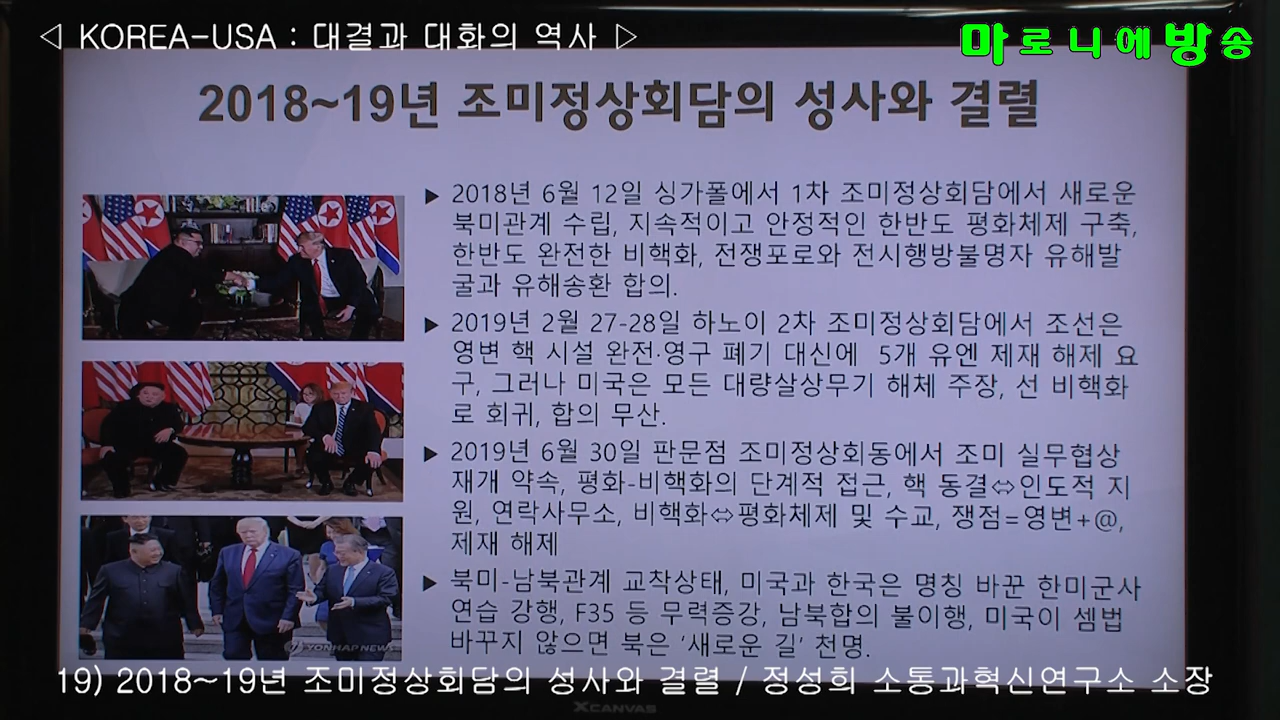 ◁ KOREA-USA : 대결과 대화의 역사 ▷
마로니에방송
2018~19년 조미정상회담의 성사와 결렬
▶ 2018년 6월 12일 싱가폴에서 1차 조미정상회담에서 새로운
북미관계 수립, 지속적이고 안정적인 한반도 평화체제 구축,
한반도 완전한 비핵화, 전쟁포로와 전시행방불명자 유해발
굴과 유해송환 합의.
▶ 2019년 2월 27-28일 하노이 2차 조미정상회담에서 조선은
영변 핵 시설 완전·영구 폐기 대신에 5개 유엔 제재 해제 요
구, 그러나 미국은 모든 대량살상무기 해체 주장, 선 비핵화
로 회귀, 합의 무산.
▶ 2019년 6월 30일 판문점 조미정상회동에서 조미 실무협상
재개 약속, 평화-비핵화의 단계적 접근, 핵 동결⇔인도적 지
원, 연락사무소, 비핵화⇔평화체제 및 수교, 쟁점=영변+@,
제재 해제
▶ 북미-남북관계 교착상태, 미국과 한국은 명칭 바꾼 한미군사
연습 강행, F35 등 무력증강, 남북합의 불이행, 미국이 셈법
바꾸지 않으면 북은 '새로운 길' 천명.
YONHAP NEWS
19) 2018~19년 조미정상회담의 성사와 결렬 / 정성희 소통과혁신연구소 소장
XCANVAS